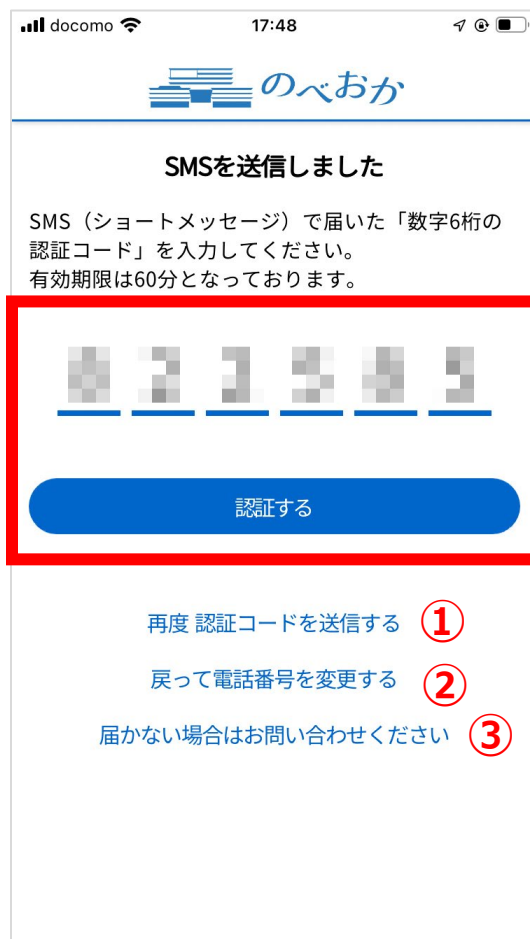 docomo 17:48
のべおか
SMSを送信しました
SMS（ショートメッセージ）で届いた「数字6桁の
認証コード」を入力してください。
有効期限は60分となっております。
認証する
再度 認証コードを送信する ①
戻って電話番号を変更する ②
届かない場合はお問い合わせください ③